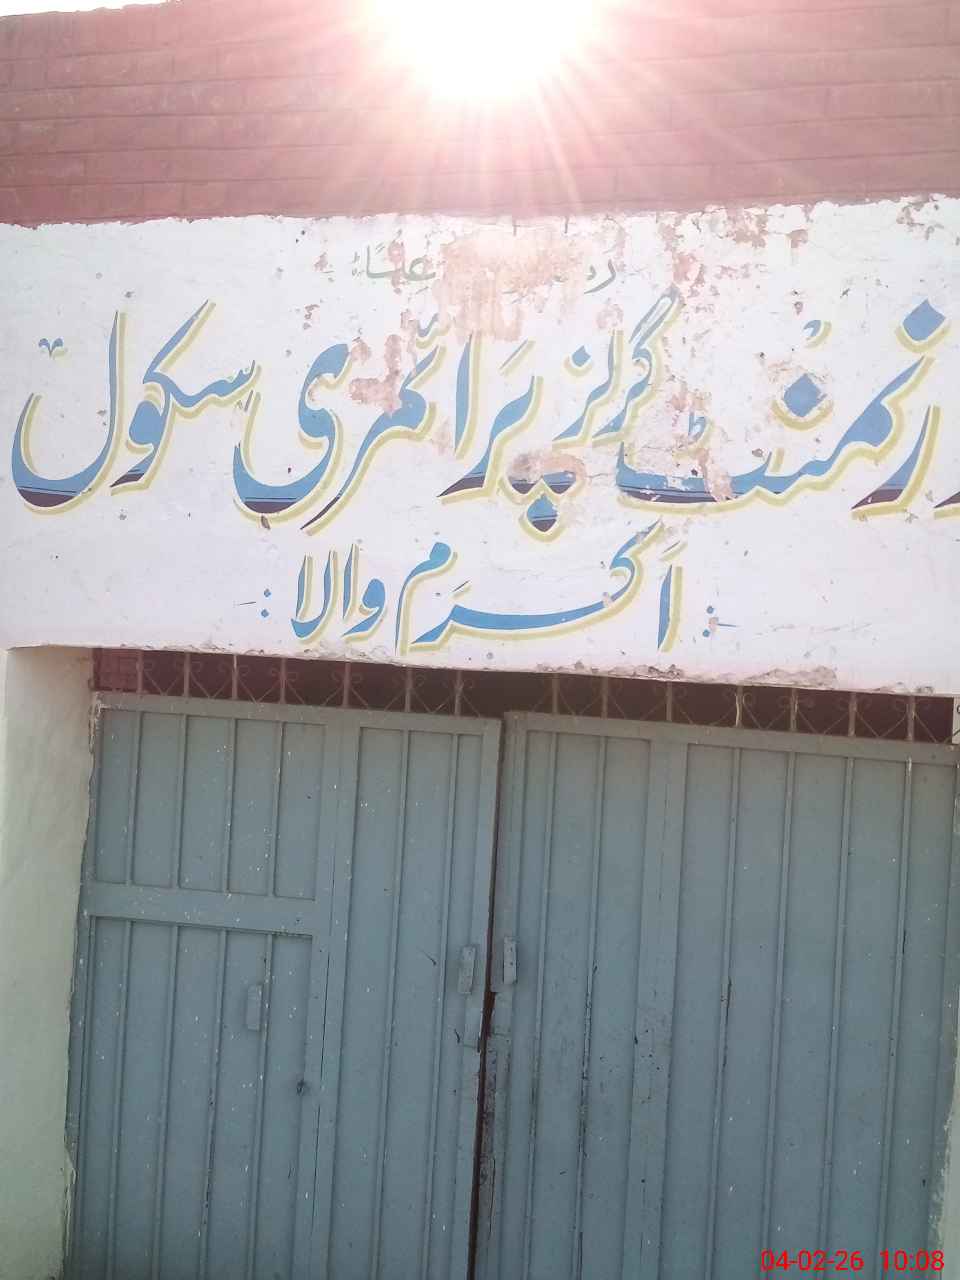 رنمنٹ گرلز پرائمری سکول
اکرم والا
04-02-26 10:08